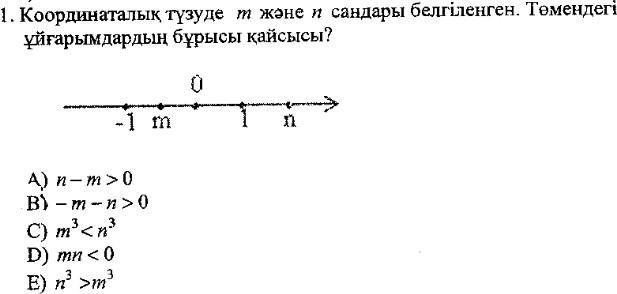 1. Координаталық түзуде m және n сандары белгіленген. Төмендегі
ұйғарымдардың бұрысы қайсысы?
0
-1 m 1 n
A) n – m > 0
B) – m – n > 0
C) m³ < n³
D) mn < 0
E) n³ > m³